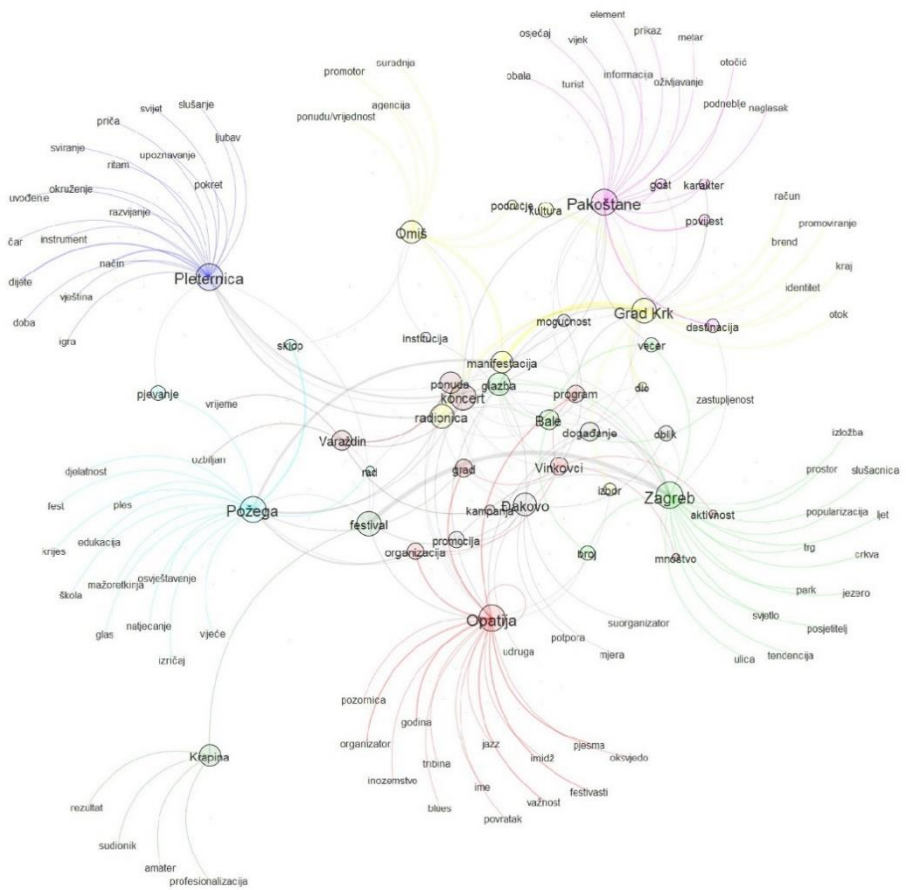 element
osjećaj
vijek
prikaz
metar
obala
turist
informacija
oživljavanje
otočić
podneblje
naglasak
suradnja
promotor
agencija
ponudu/vrijednost
svijet
slušanje
priča
ljubav
sviranje
upoznavanje
ritam
pokret
okruženje
uvođenje
razvijanje
čar
instrument
način
dijete
vještina
doba
igra
Pleternica
Omiš
područje
kultura
Pakoštane
gost
karakter
povijest
račun
promoviranje
brend
kraj
identitet
otok
Grad Krk
destinacija
mogućnost
večer
institucija
sklop
manifestacija
ponuda
glazba
koncert
program
dio
zastupljenost
pjevanje
vrijeme
radionica
Bale
događanje
oblik
Varaždin
ozbiljan
rad
grad
Vinkovci
izbor
Zagreb
aktivnost
izložba
prostor
slušaonica
popularizacija
ljet
trg
crkva
park
jezero
svjetlo
posjetitelj
ulica
tendencija
djelatnost
fest
ples
Požega
krijes
edukacija
mažoretkinja
osvještavanje
škola
glas
natjecanje
vijeće
izričaj
festival
kampanja
Đakovo
promocija
organizacija
broj
mnoštvo
Opatija
udruga
potpora
suorganizator
mjera
pozornica
godina
organizator
tribina
jazz
imidž
pjesma
oksvjedo
inozemstvo
blues
ime
povratak
važnost
festivasti
Krapina
rezultat
sudionik
amater
profesionalizacija